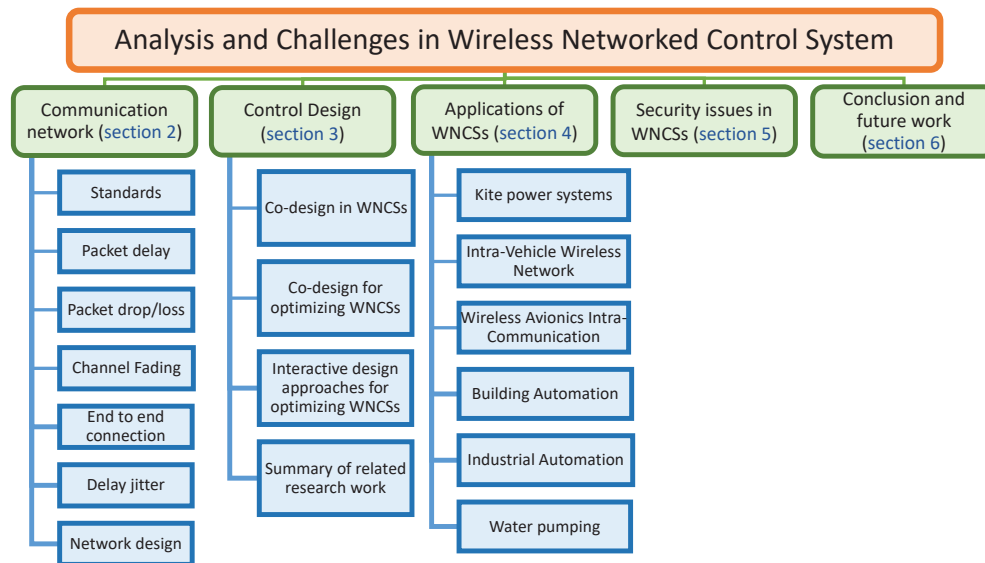 Analysis and Challenges in Wireless Networked Control System
Communication
network (section 2)
Control Design
(section 3)
Applications of
WNCSs (section 4)
Security issues in
WNCSs (section 5)
Conclusion and
future work
(section 6)
Standards
Packet delay
Packet drop/loss
Channel Fading
End to end
connection
Delay jitter
Network design
Co-design in WNCSs
Co-design for
optimizing WNCSs
Interactive design
approaches for
optimizing WNCSs
Summary of related
research work
Kite power systems
Intra-Vehicle Wireless
Network
Wireless Avionics Intra-
Communication
Building Automation
Industrial Automation
Water pumping